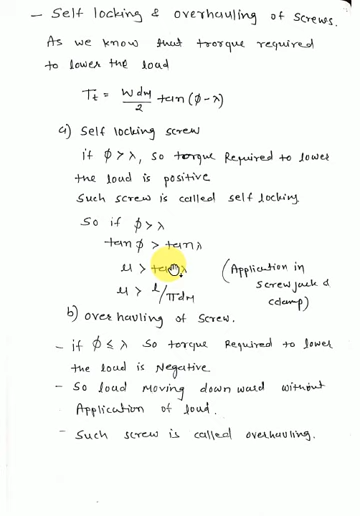 - Self locking & overhauling of Screws.
As we know that trorque required
to lower the load
Tt = Wdm/2 tan (ϕ-λ)
a) Self locking screw
if ϕ > λ, so torque Required to lower
the load is positive
Such screw is called self locking
So if ϕ > λ
tan ϕ > tan λ
μ > tan λ (Application in
μ > l/πdm screw jack &
clamp)
b) over hauling of Screw.
- if ϕ ≤ λ so torque Required to lower
the load is Negative.
- So load Moving down ward without
Application of loud.
- Such screw is called overhauling.